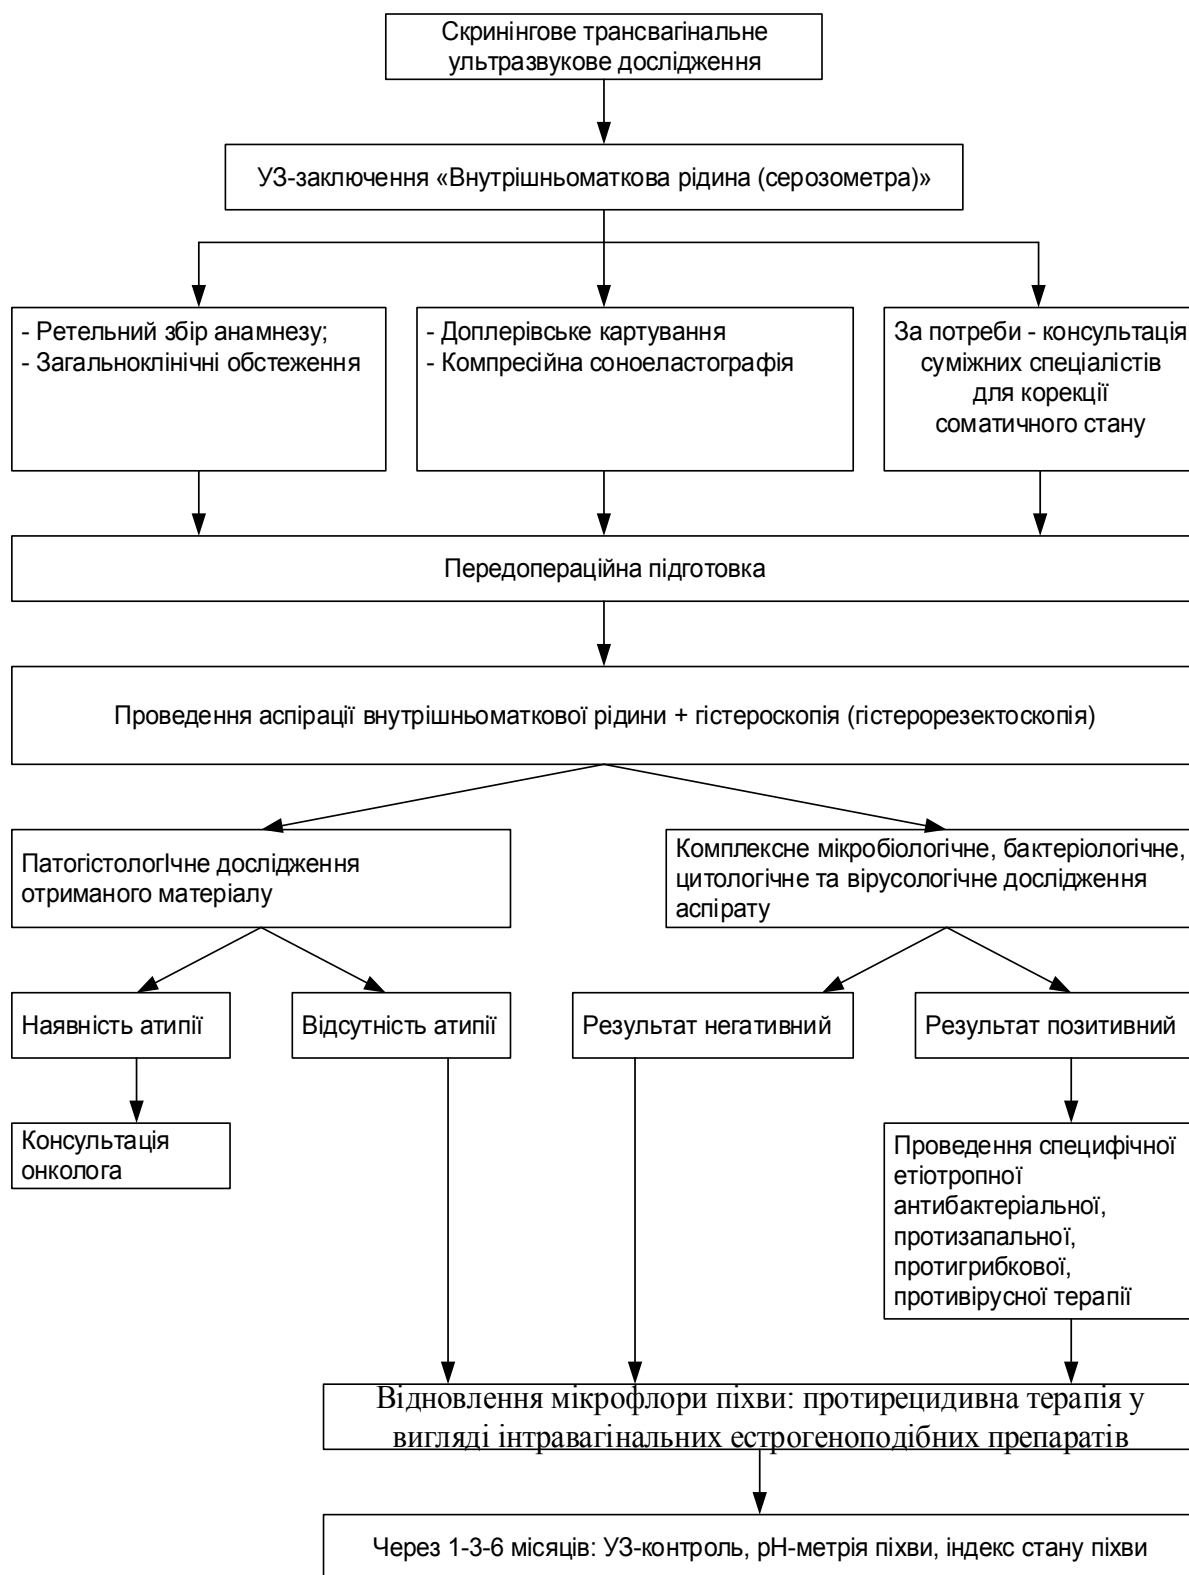 Скринінгове трансвагінальне
ультразвукове дослідження
УЗ-заключення «Внутрішньоматкова рідина (серозометра)»
- Ретельний збір анамнезу;
- Загальноклінічні обстеження
- Доплерівське картування
- Компресійна соноеластографія
За потреби - консультація
суміжних спеціалістів
для корекції
соматичного стану
Передопераційна підготовка
Проведення аспірації внутрішньоматкової рідини + гістероскопія (гістерорезектоскопія)
ПатогістологІчне дослідження
отриманого матеріалу
Комплексне мікробіологічне, бактеріологічне,
цитологічне та вірусологічне дослідження
аспірату
Наявність атипії
Відсутність атипії
Результат негативний
Результат позитивний
Консультація
онколога
Проведення специфічної
етіотропної
антибактеріальної,
протизапальної,
протигрибкової,
противірусної терапії
Відновлення мікрофлори піхви: протирецидивна терапія у
вигляді інтравагінальних естрогеноподібних препаратів
Через 1-3-6 місяців: УЗ-контроль, рН-метрія піхви, індекс стану піхви